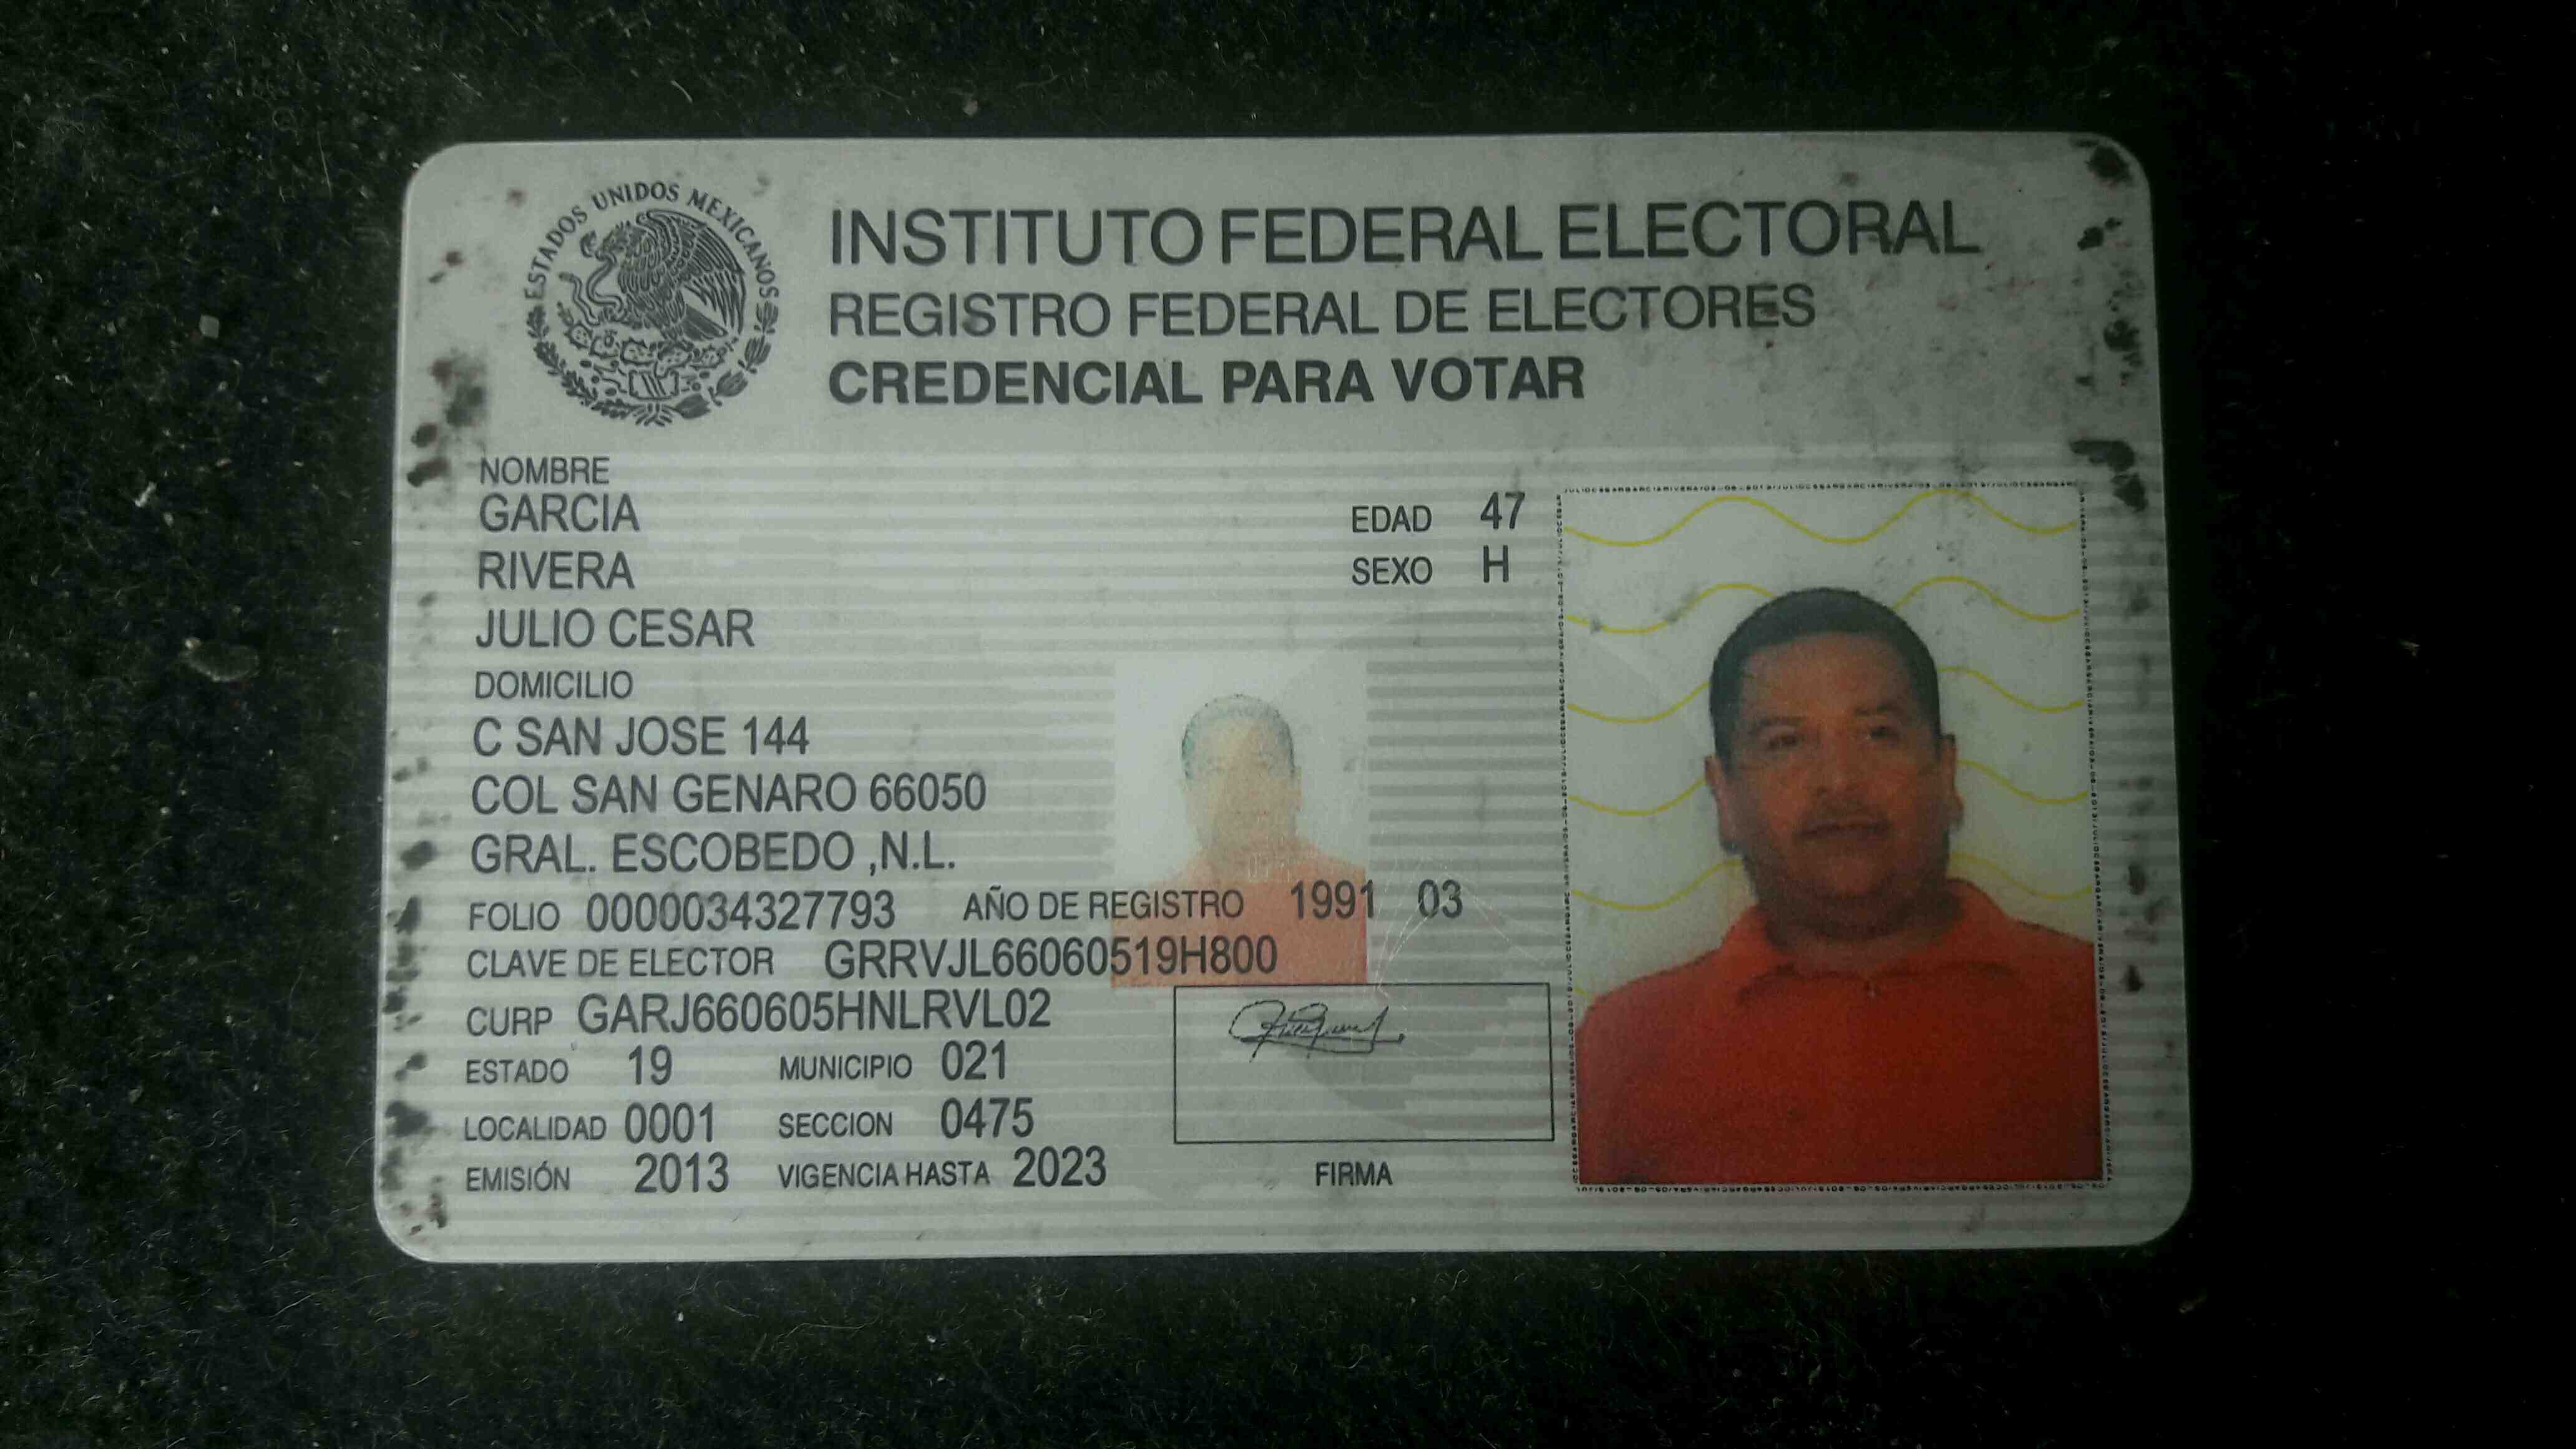 ESTADOS UNIDOS MEXICANOS
INSTITUTO FEDERAL ELECTORAL
REGISTRO FEDERAL DE ELECTORES
CREDENCIAL PARA VOTAR
NOMBRE
GARCIA
RIVERA
JULIO CESAR
EDAD 47
SEXO H
DOMICILIO
C SAN JOSE 144
COL SAN GENARO 66050
GRAL. ESCOBEDO ,N.L.
FOLIO 0000034327793 AÑO DE REGISTRO 1991 03
CLAVE DE ELECTOR GRRVJL66060519H800
CURP GARJ660605HNLRVL02
ESTADO 19 MUNICIPIO 021
LOCALIDAD 0001 SECCION 0475
EMISIÓN 2013 VIGENCIA HASTA 2023
FIRMA